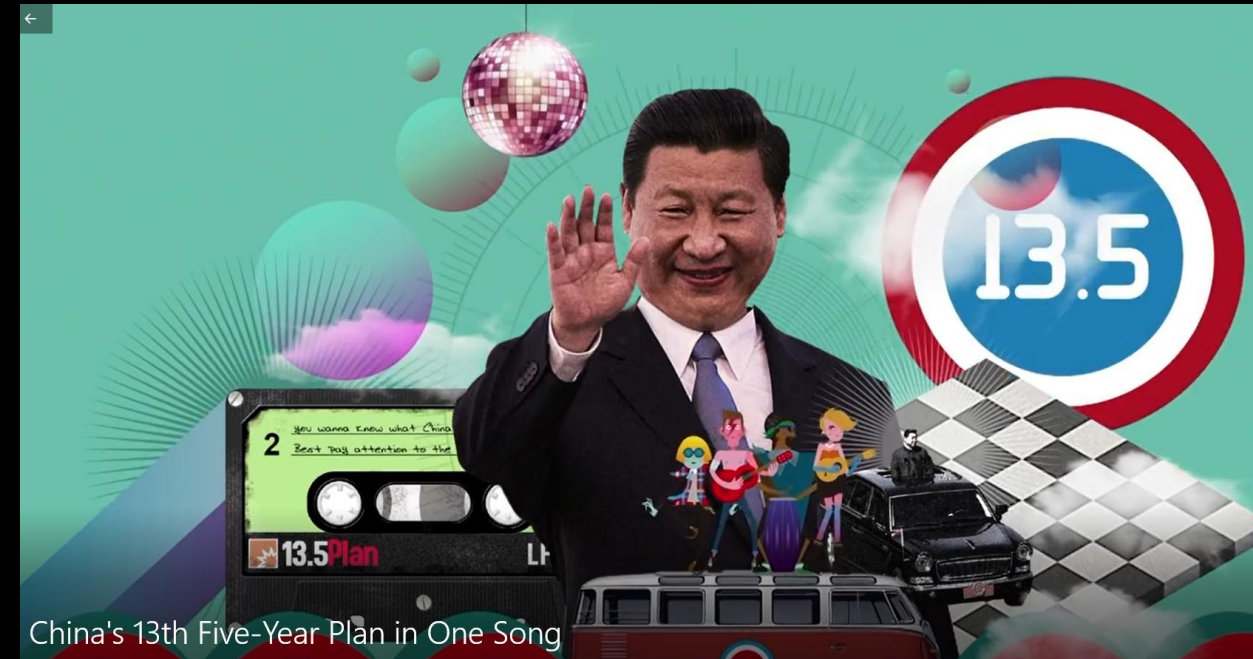 13.5
2
you wanna know what China
Best pay attention to the
13.5Plan
China's 13th Five-Year Plan in One Song